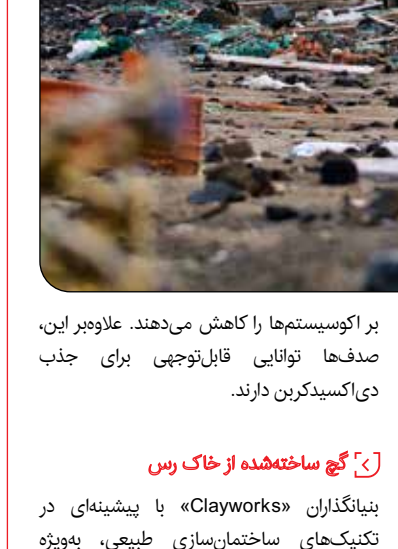 بر اکوسیستم‌ها را کاهش می‌دهند. علاوه‌بر این،
صدف‌ها توانایی قابل‌توجهی برای جذب
دی‌اکسیدکربن دارند.
گچ ساخته‌شده از خاک رس
بنیانگذاران «Clayworks» با پیشینه‌ای در
تکنیک‌های ساختمان‌سازی طبیعی، به‌ویژه